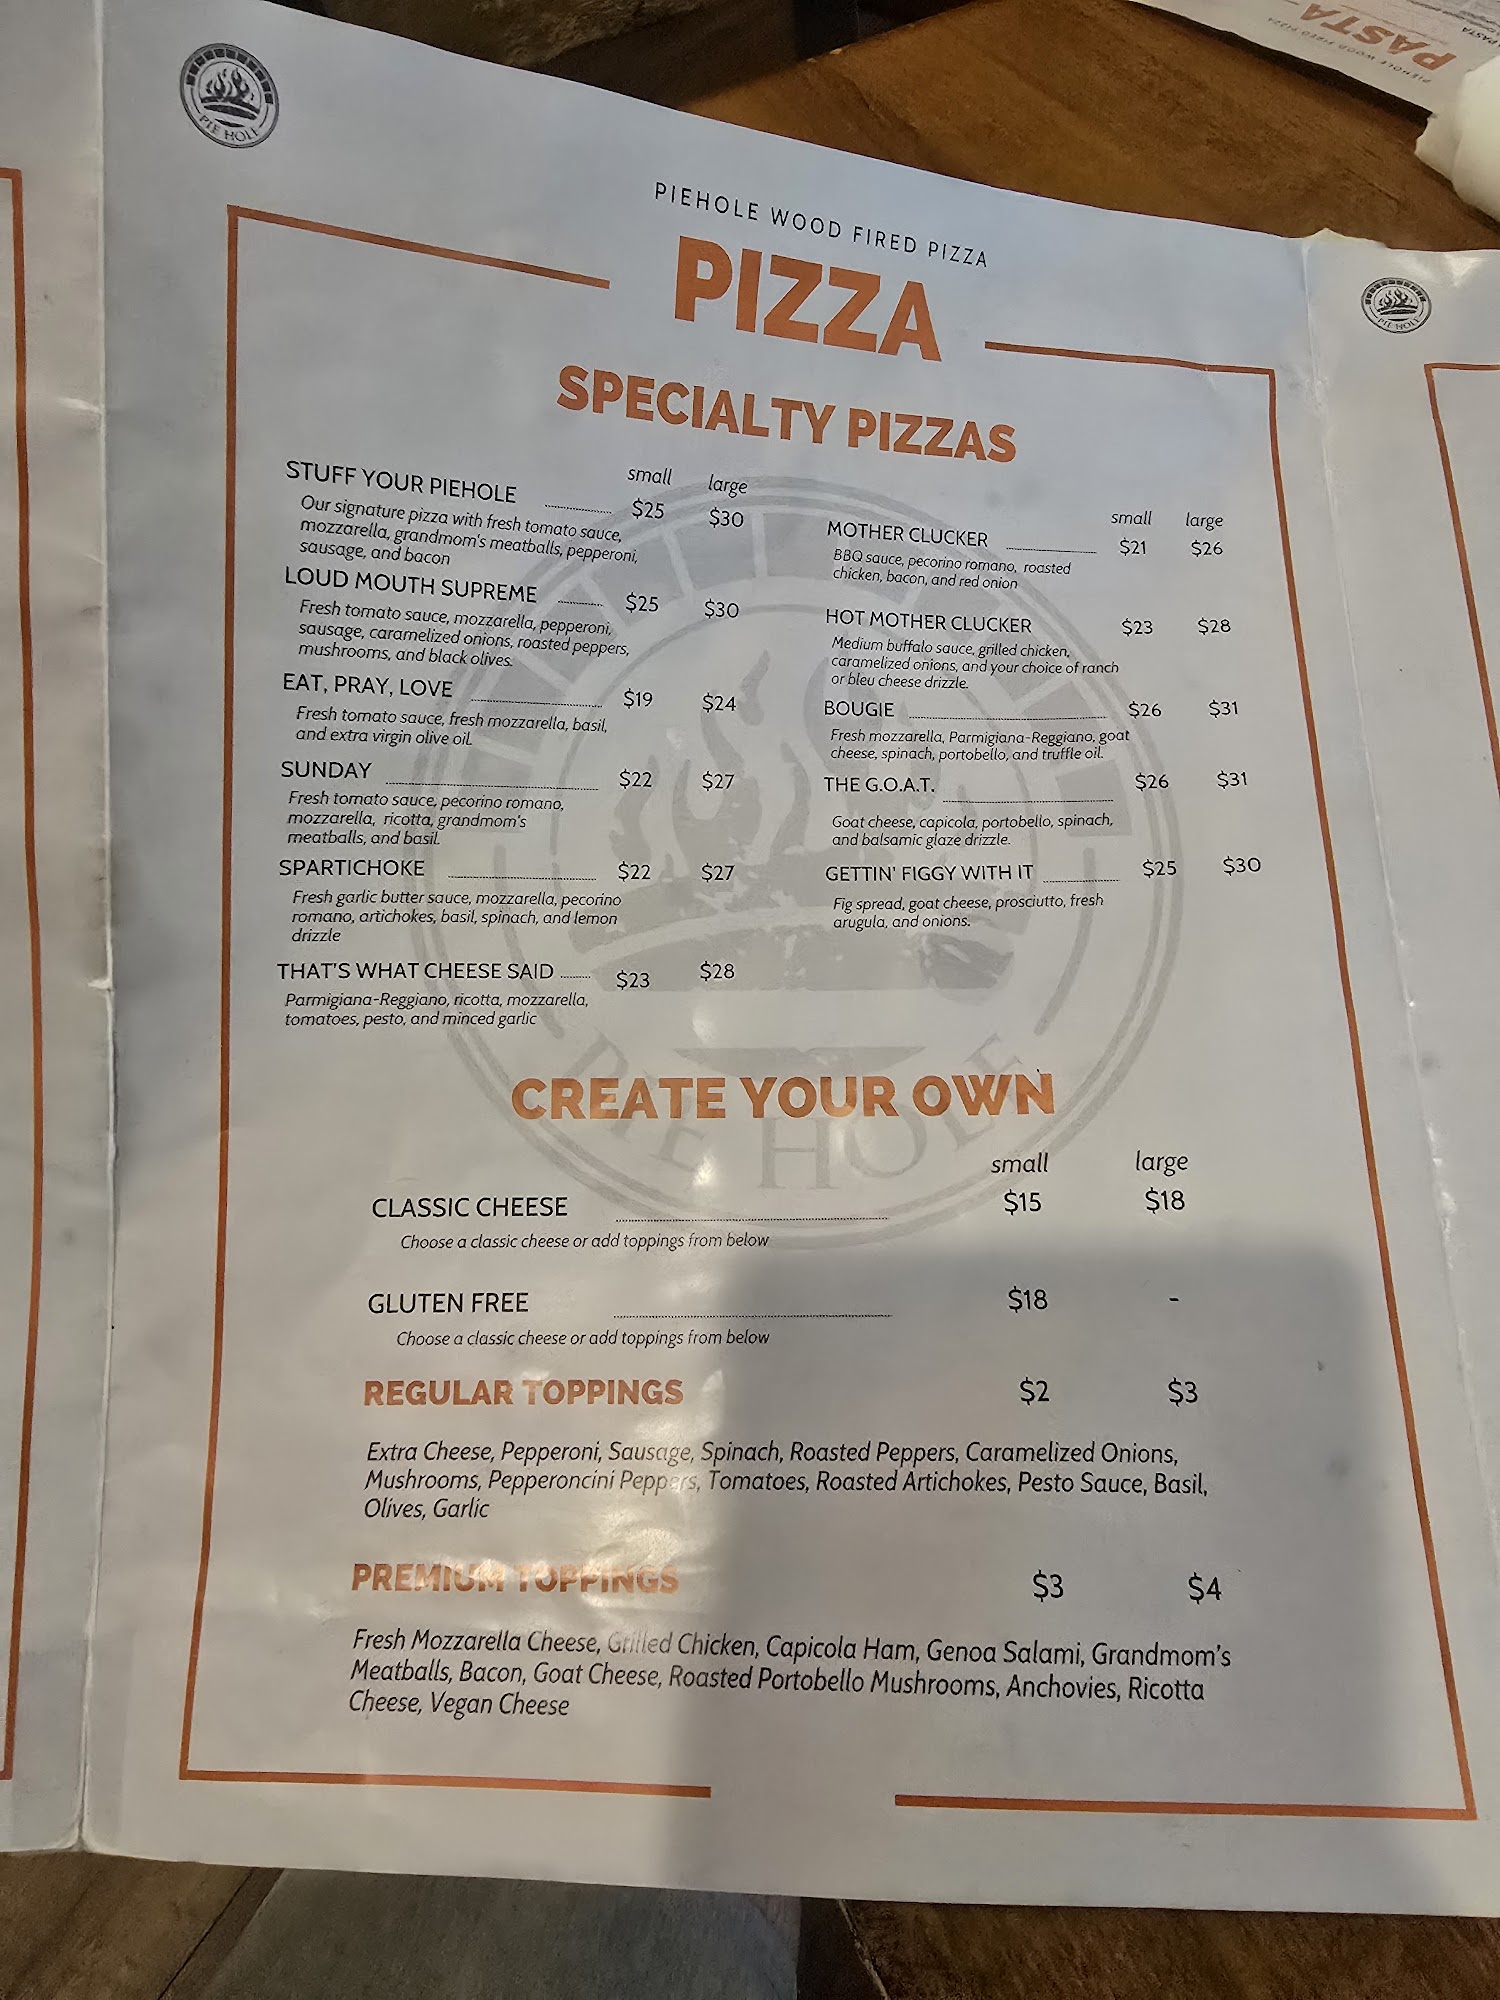 PIE HOLE
PIEHOLE WOOD FIRED PIZZA
PASTA
PASTA
PIEHOLE WOOD FIRED PIZZA
PIZZA
SPECIALTY PIZZAS
small large
STUFF YOUR PIEHOLE $25 $30
Our signature pizza with fresh tomato sauce,
mozzarella, grandmom's meatballs, pepperoni,
sausage, and bacon
LOUD MOUTH SUPREME $25 $30
Fresh tomato sauce, mozzarella, pepperoni,
sausage, caramelized onions, roasted peppers,
mushrooms, and black olives.
EAT, PRAY, LOVE $19 $24
Fresh tomato sauce, fresh mozzarella, basil,
and extra virgin olive oil.
SUNDAY $22 $27
Fresh tomato sauce, pecorino romano,
mozzarella, ricotta, grandmom's
meatballs, and basil.
SPARTICHOKE $22 $27
Fresh garlic butter sauce, mozzarella, pecorino
romano, artichokes, basil, spinach, and lemon
drizzle
THAT'S WHAT CHEESE SAID $23 $28
Parmigiana-Reggiano, ricotta, mozzarella,
tomatoes, pesto, and minced garlic
small large
MOTHER CLUCKER $21 $26
BBQ sauce, pecorino romano, roasted
chicken, bacon, and red onion
HOT MOTHER CLUCKER $23 $28
Medium buffalo sauce, grilled chicken,
caramelized onions, and your choice of ranch
or bleu cheese drizzle.
BOUGIE $26 $31
Fresh mozzarella, Parmigiana-Reggiano, goat
cheese, spinach, portobello, and truffle oil.
THE G.O.A.T. $26 $31
Goat cheese, capicola, portobello, spinach,
and balsamic glaze drizzle.
GETTIN' FIGGY WITH IT $25 $30
Fig spread, goat cheese, prosciutto, fresh
arugula, and onions.
PIE HOLE
CREATE YOUR OWN
small large
CLASSIC CHEESE $15 $18
Choose a classic cheese or add toppings from below
GLUTEN FREE $18 -
Choose a classic cheese or add toppings from below
REGULAR TOPPINGS $2 $3
Extra Cheese, Pepperoni, Sausage, Spinach, Roasted Peppers, Caramelized Onions,
Mushrooms, Pepperoncini Peppers, Tomatoes, Roasted Artichokes, Pesto Sauce, Basil,
Olives, Garlic
PREMIUM TOPPINGS $3 $4
Fresh Mozzarella Cheese, Grilled Chicken, Capicola Ham, Genoa Salami, Grandmom's
Meatballs, Bacon, Goat Cheese, Roasted Portobello Mushrooms, Anchovies, Ricotta
Cheese, Vegan Cheese
PIE HOLE